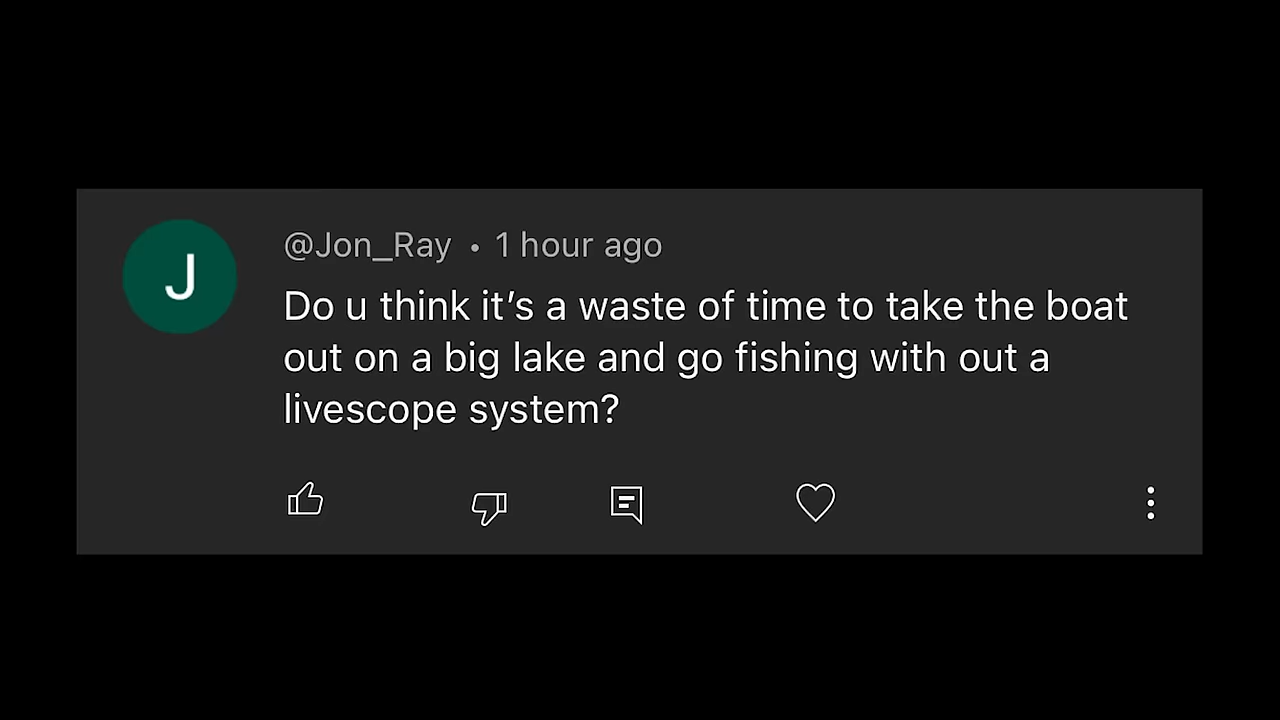 J
@Jon_Ray • 1 hour ago
Do u think it’s a waste of time to take the boat
out on a big lake and go fishing with out a
livescope system?